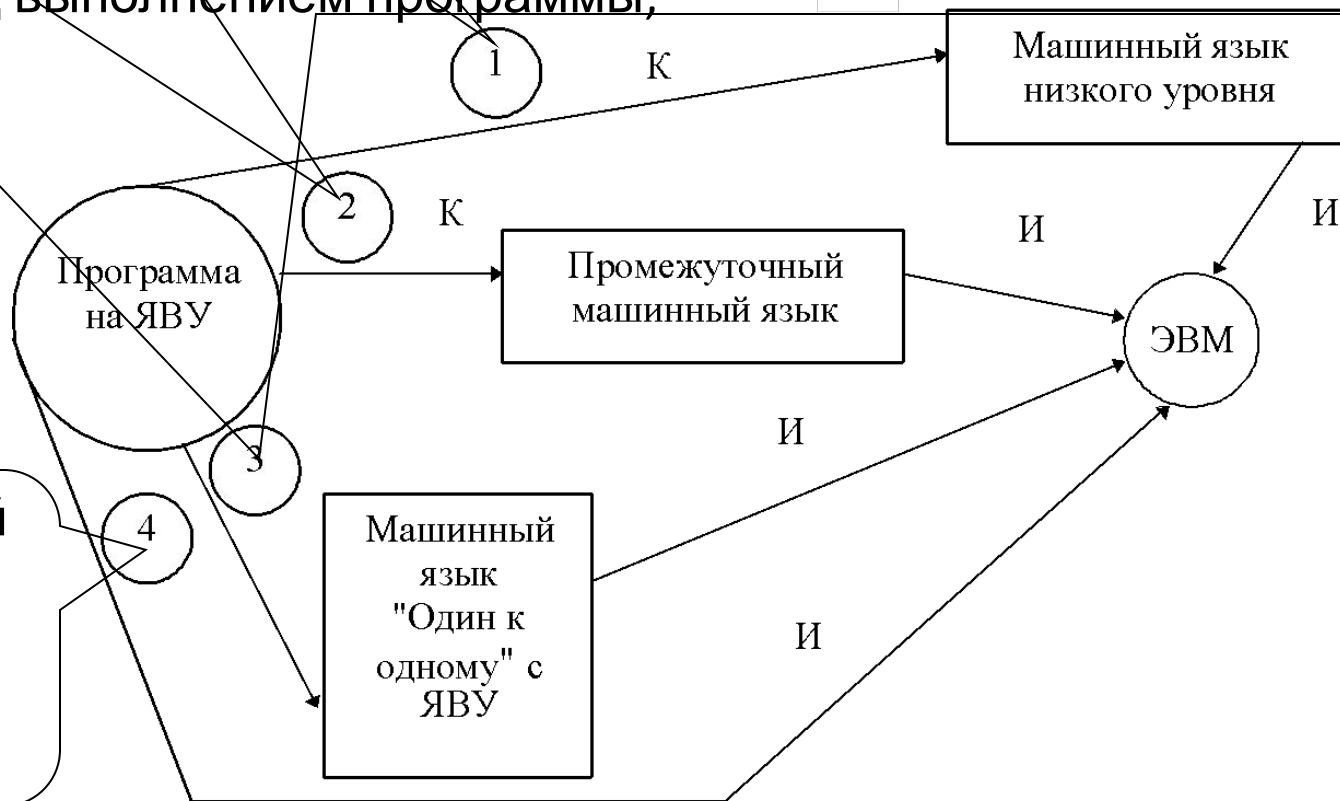 выполнением программы,
1
К
Машинный язык
низкого уровня
2
К
И
И
Программа
на ЯВУ
Промежуточный
машинный язык
ЭВМ
И
3
4
Машинный
язык
"Один к
одному" с
ЯВУ
И
й